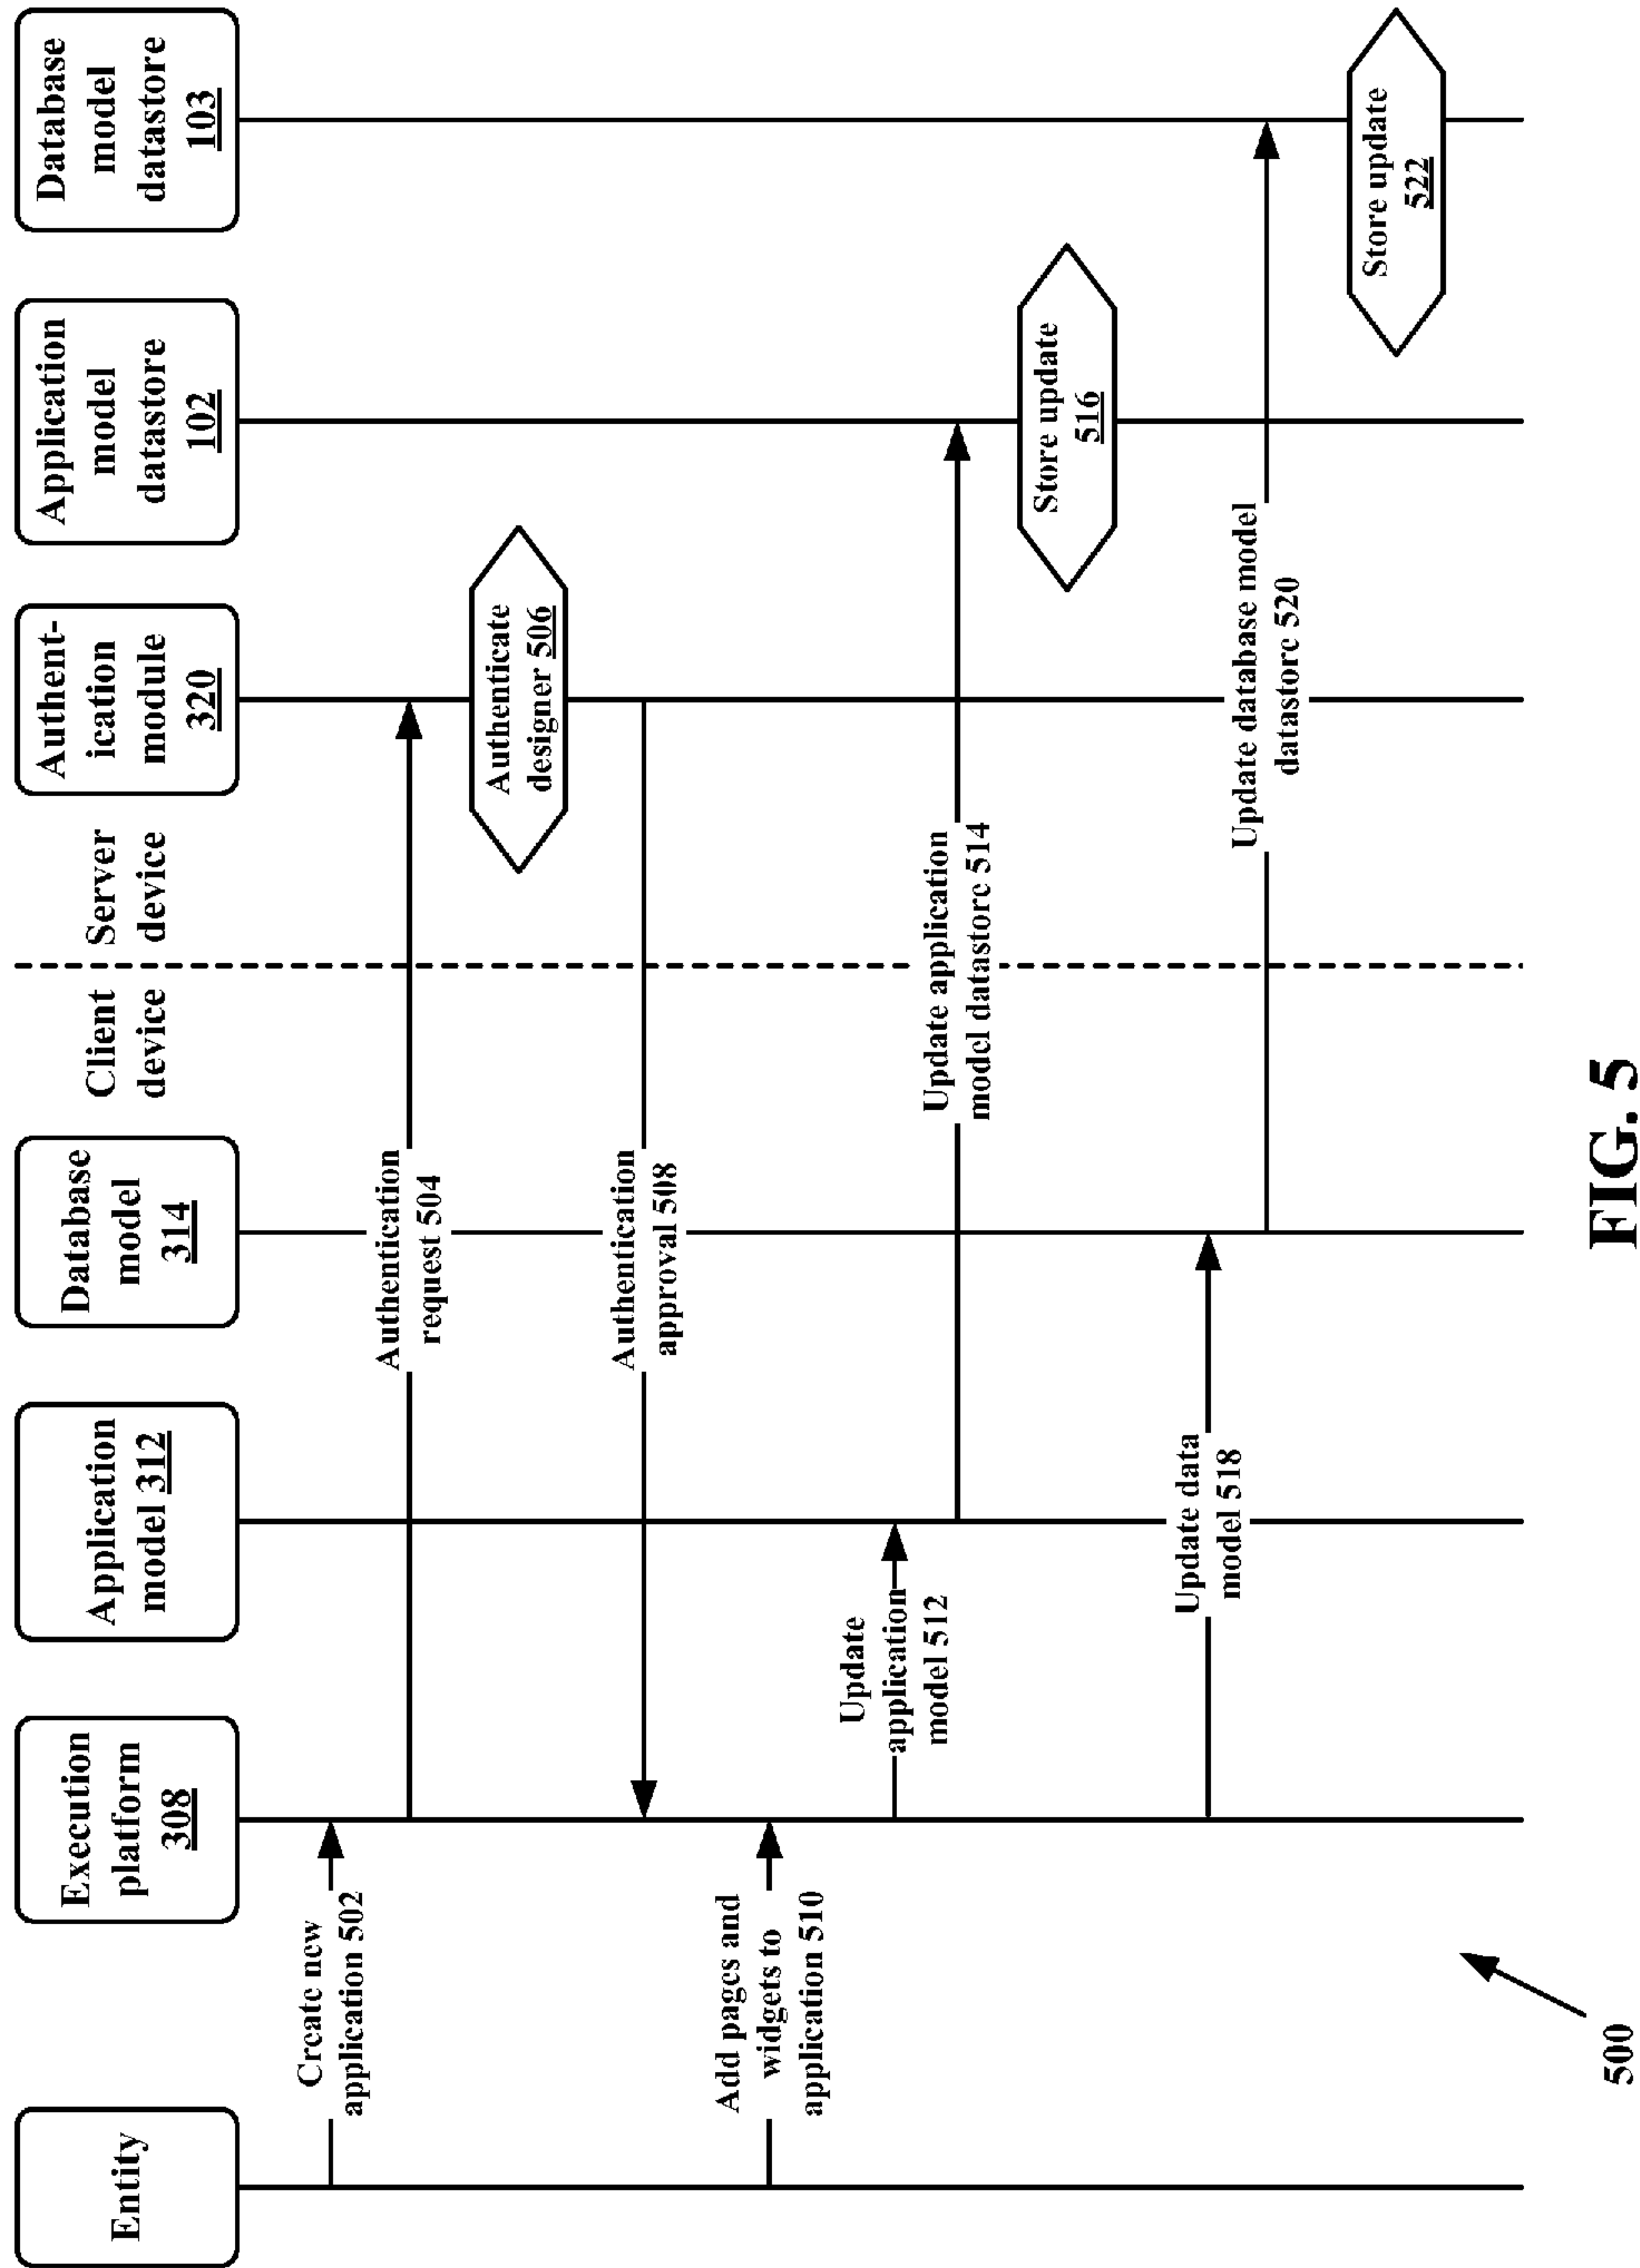 Entity
Execution
platform
308
Application
model 312
Database
model
314
Client
device
Server
device
Authent-
ication
module
320
Application
model
datastore
102
Database
model
datastore
103
Create new
application 502
Authentication
request 504
Authenticate
designer 506
Authentication
approval 508
Add pages and
widgets to
application 510
Update
application
model 512
Update application
model datastore 514
Store update
516
Update data
model 518
Update database model
datastore 520
Store update
522
500
FIG. 5